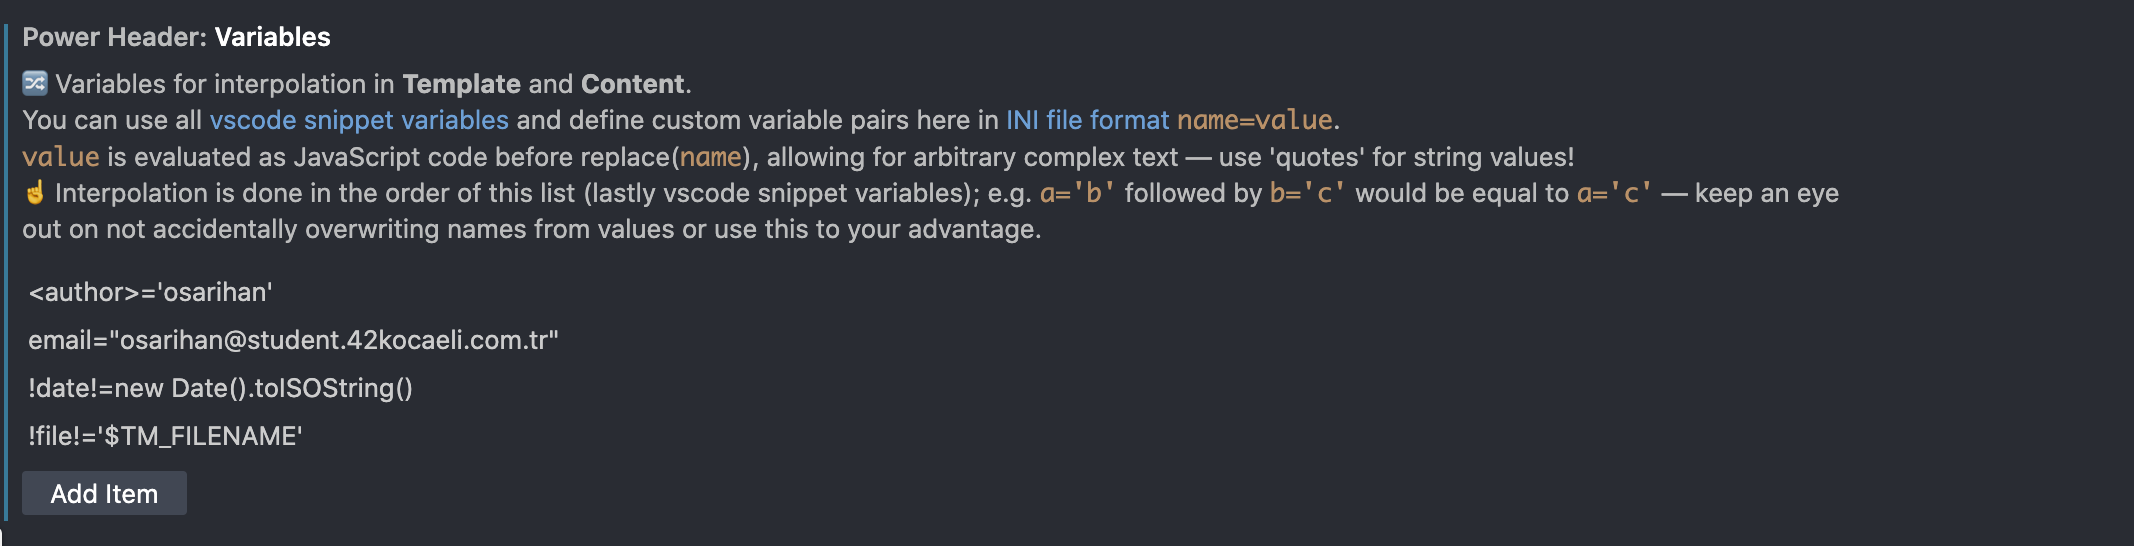 Power Header: Variables
🔀 Variables for interpolation in Template and Content.
You can use all vscode snippet variables and define custom variable pairs here in INI file format name=value.
value is evaluated as JavaScript code before replace(name), allowing for arbitrary complex text — use 'quotes' for string values!
☝️ Interpolation is done in the order of this list (lastly vscode snippet variables); e.g. a='b' followed by b='c' would be equal to a='c' — keep an eye
out on not accidentally overwriting names from values or use this to your advantage.
<author>='osarihan'
email="osarihan@student.42kocaeli.com.tr"
!date!=new Date().toISOString()
!file!='$TM_FILENAME'
Add Item